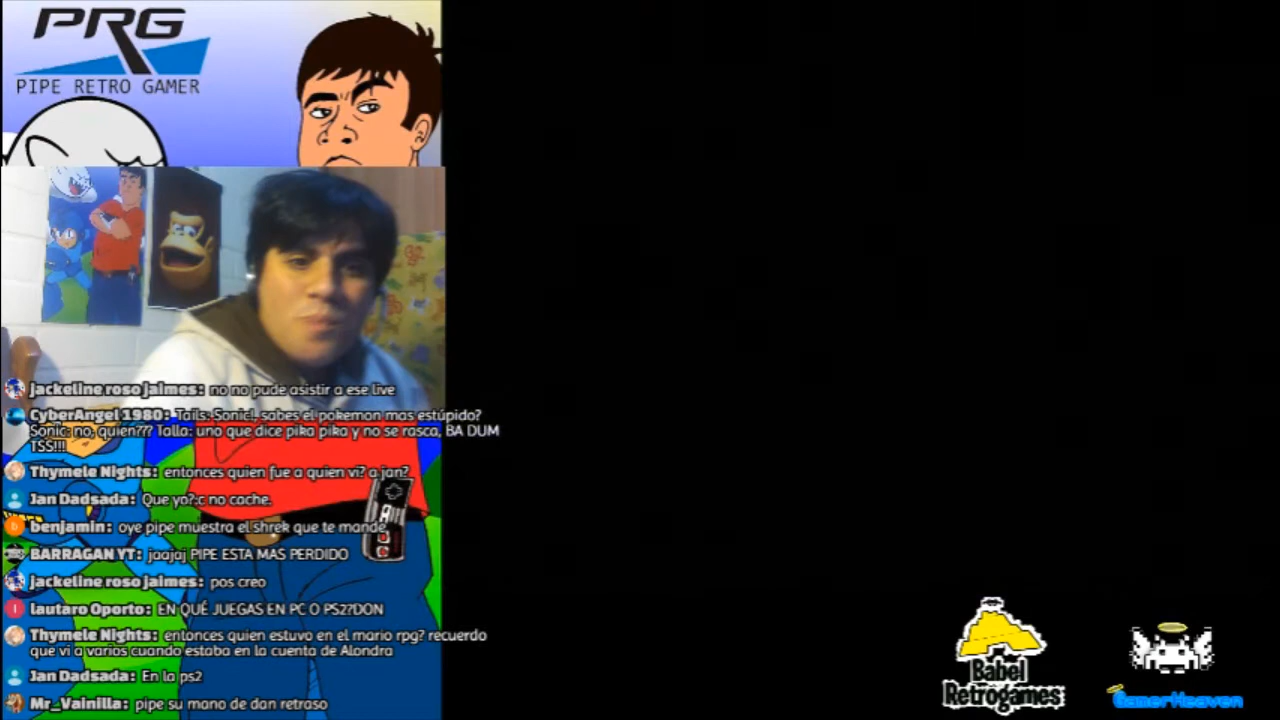 PRG
PIPE RETRO GAMER
jackeline roso jaimes: no no pude asistir a ese live
CyberAngel 1980: Tails: Sonic!, sabes el pokemon mas estúpido?
Sonic: no, quien??? Talla: uno que dice pika pika y no se rasca, BA DUM
TSS!!!
Thymele Nights: entonces quien fue a quien vi? a jan?
Jan Dadsada: Que yo?:c no cache.
benjamin: oye pipe muestra el shrek que te mande
BARRAGAN YT: jaajaj PIPE ESTA MAS PERDIDO
jackeline roso jaimes: pos creo
lautaro Oporto: EN QUÉ JUEGAS EN PC O PS2?DON
Thymele Nights: entonces quien estuvo en el mario rpg? recuerdo
que vi a varios cuando estaba en la cuenta de Alondra
Jan Dadsada: En la ps2
Mr_Vainilla: pipe su mano de dan retraso
Babel
Retrogames
GamerHeaven